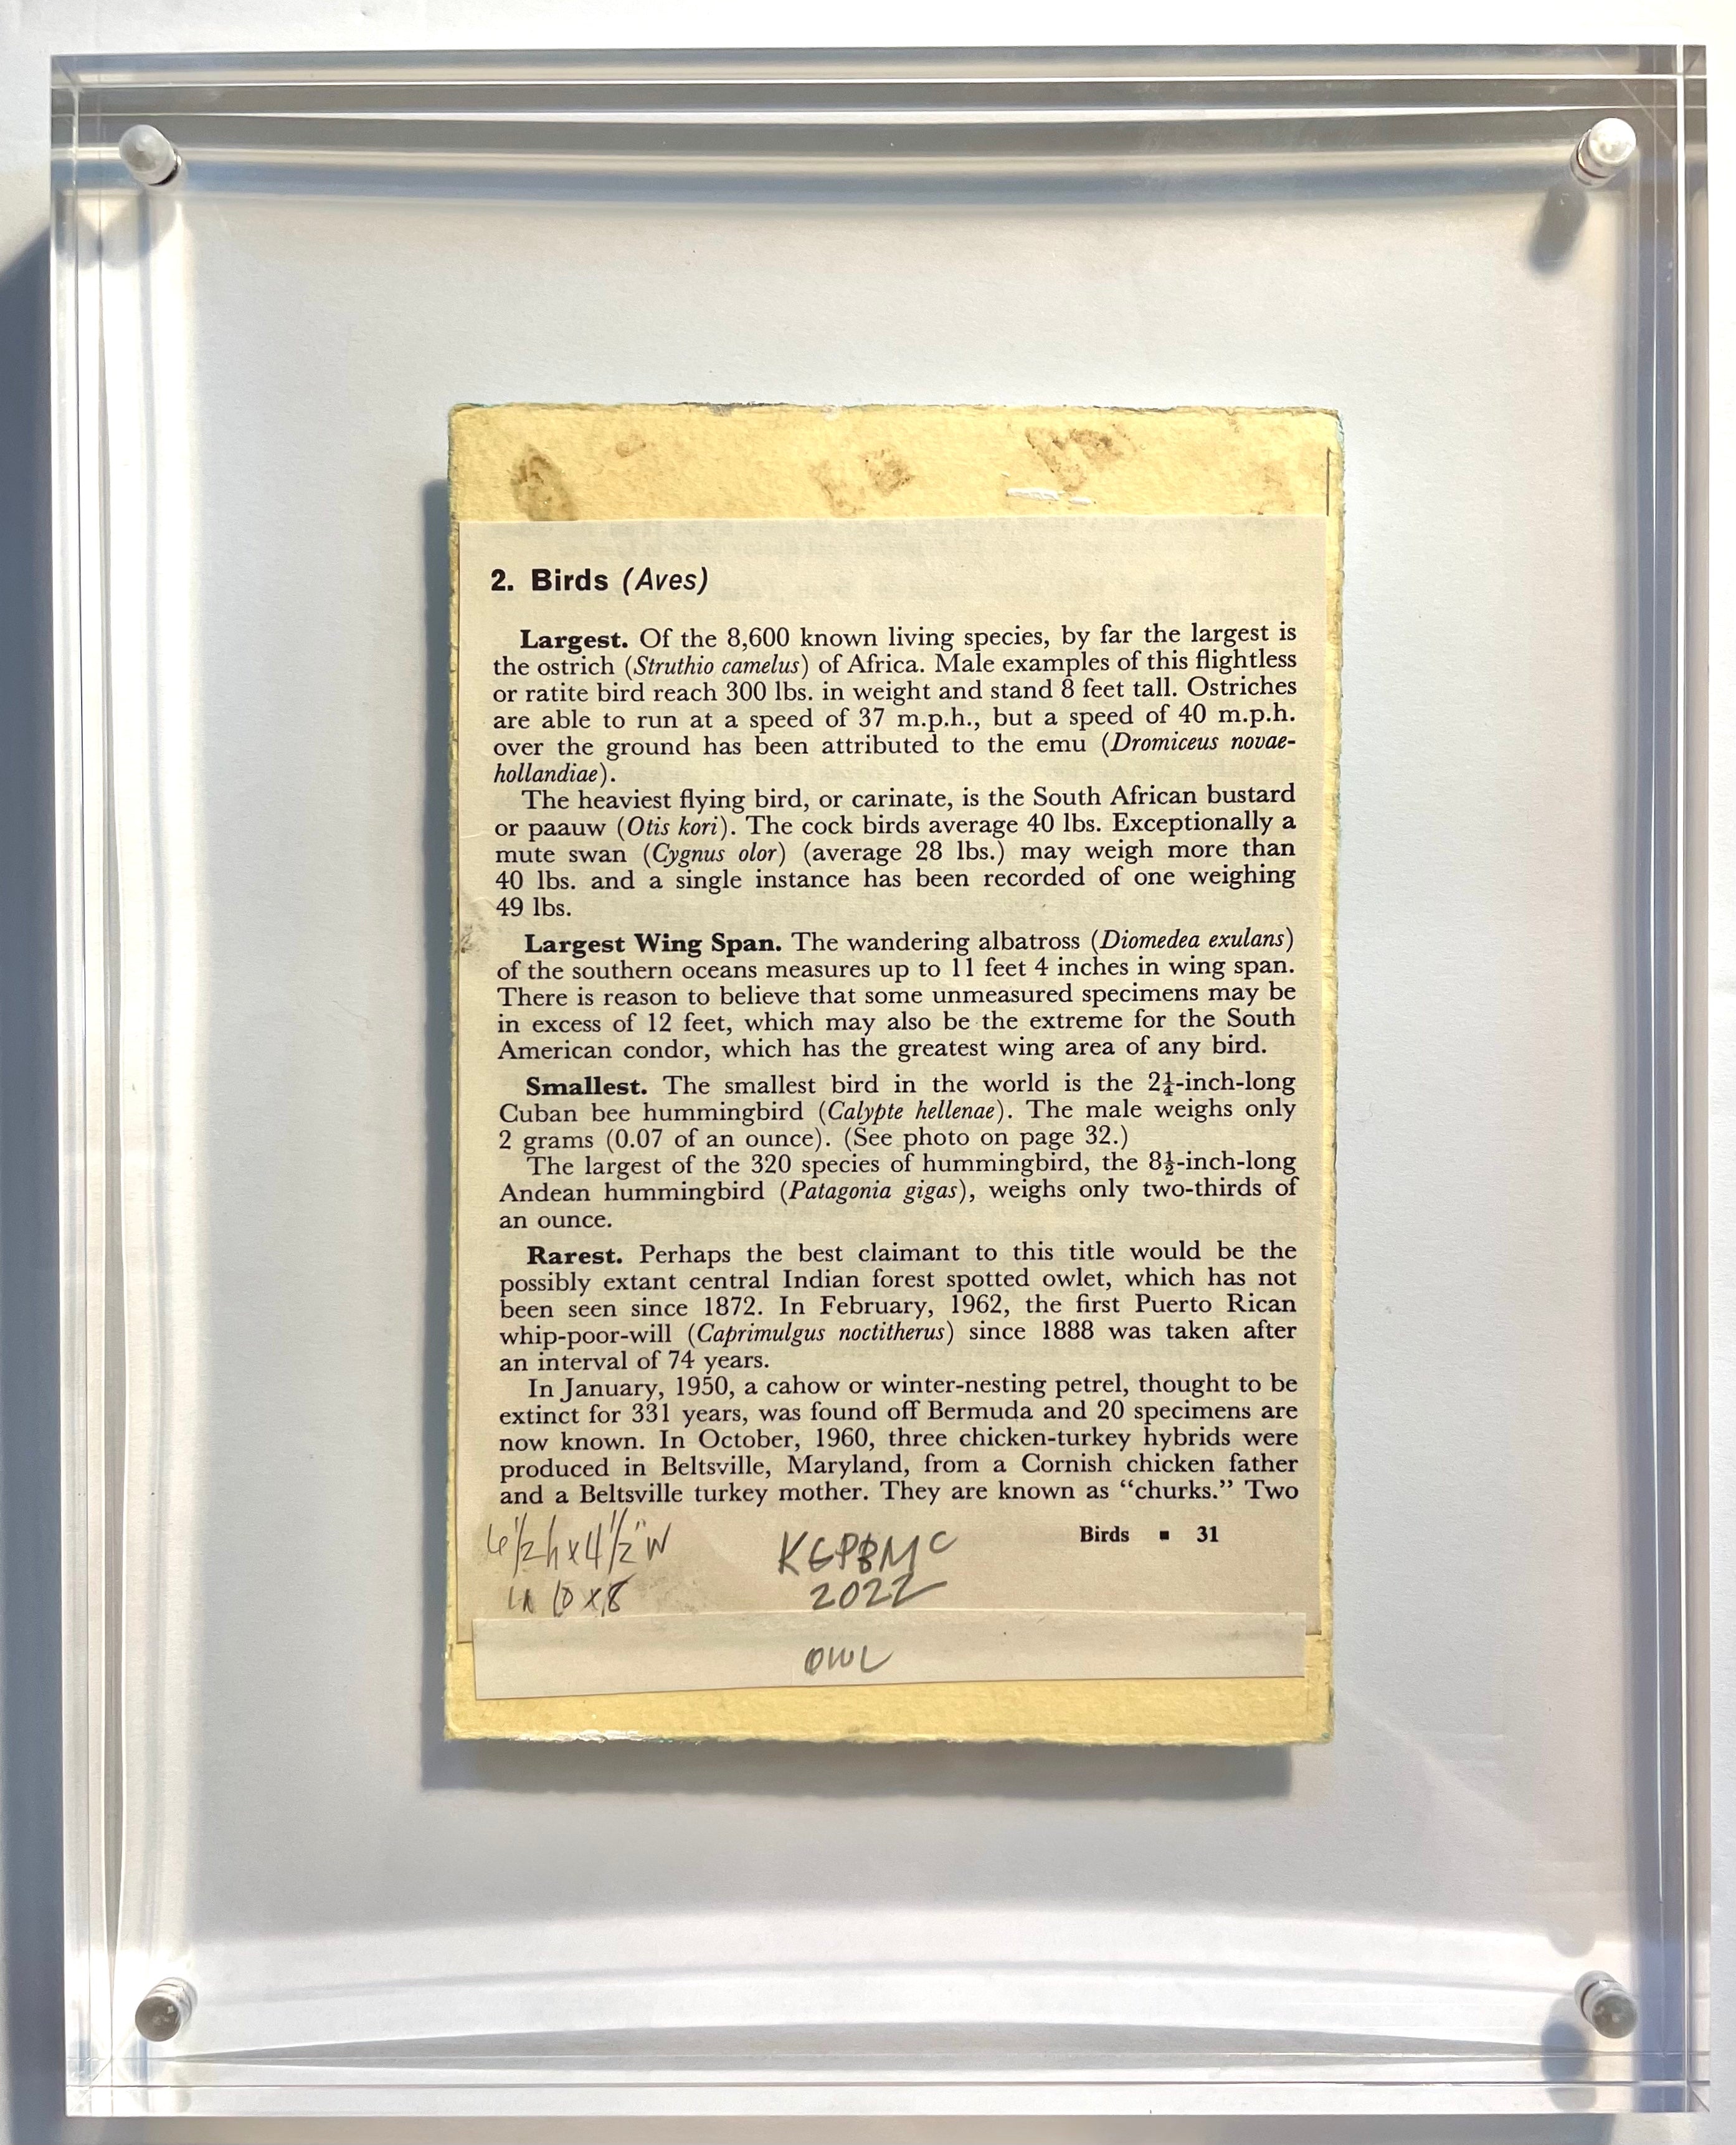 2. Birds (Aves)
Largest. Of the 8,600 known living species, by far the largest is
the ostrich (Struthio camelus) of Africa. Male examples of this flightless
or ratite bird reach 300 lbs. in weight and stand 8 feet tall. Ostriches
are able to run at a speed of 37 m.p.h., but a speed of 40 m.p.h.
over the ground has been attributed to the emu (Dromiceus novae-
hollandiae).
The heaviest flying bird, or carinate, is the South African bustard
or paauw (Otis kori). The cock birds average 40 lbs. Exceptionally a
mute swan (Cygnus olor) (average 28 lbs.) may weigh more than
40 lbs. and a single instance has been recorded of one weighing
49 lbs.
Largest Wing Span. The wandering albatross (Diomedea exulans)
of the southern oceans measures up to 11 feet 4 inches in wing span.
There is reason to believe that some unmeasured specimens may be
in excess of 12 feet, which may also be the extreme for the South
American condor, which has the greatest wing area of any bird.
Smallest. The smallest bird in the world is the 2¼-inch-long
Cuban bee hummingbird (Calypte hellenae). The male weighs only
2 grams (0.07 of an ounce). (See photo on page 32.)
The largest of the 320 species of hummingbird, the 8½-inch-long
Andean hummingbird (Patagonia gigas), weighs only two-thirds of
an ounce.
Rarest. Perhaps the best claimant to this title would be the
possibly extant central Indian forest spotted owlet, which has not
been seen since 1872. In February, 1962, the first Puerto Rican
whip-poor-will (Caprimulgus noctitherus) since 1888 was taken after
an interval of 74 years.
In January, 1950, a cahow or winter-nesting petrel, thought to be
extinct for 331 years, was found off Bermuda and 20 specimens are
now known. In October, 1960, three chicken-turkey hybrids were
produced in Beltsville, Maryland, from a Cornish chicken father
and a Beltsville turkey mother. They are known as “churks.” Two
Birds ▪ 31
6½h x 4½"W
in 10 x 8
2022
OWL